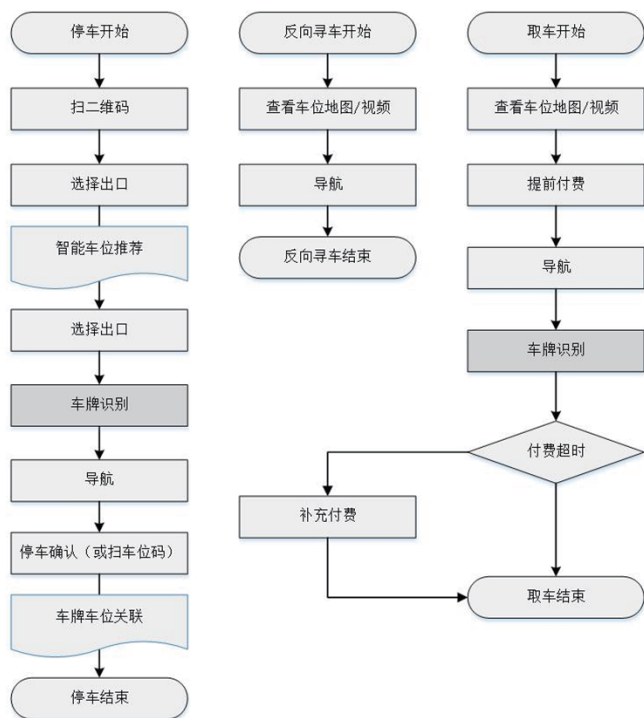 停车开始
扫二维码
选择出口
智能车位推荐
选择出口
车牌识别
导航
停车确认（或扫车位码）
车牌车位关联
停车结束
反向寻车开始
查看车位地图/视频
导航
反向寻车结束
取车开始
查看车位地图/视频
提前付费
导航
车牌识别
付费超时
补充付费
取车结束